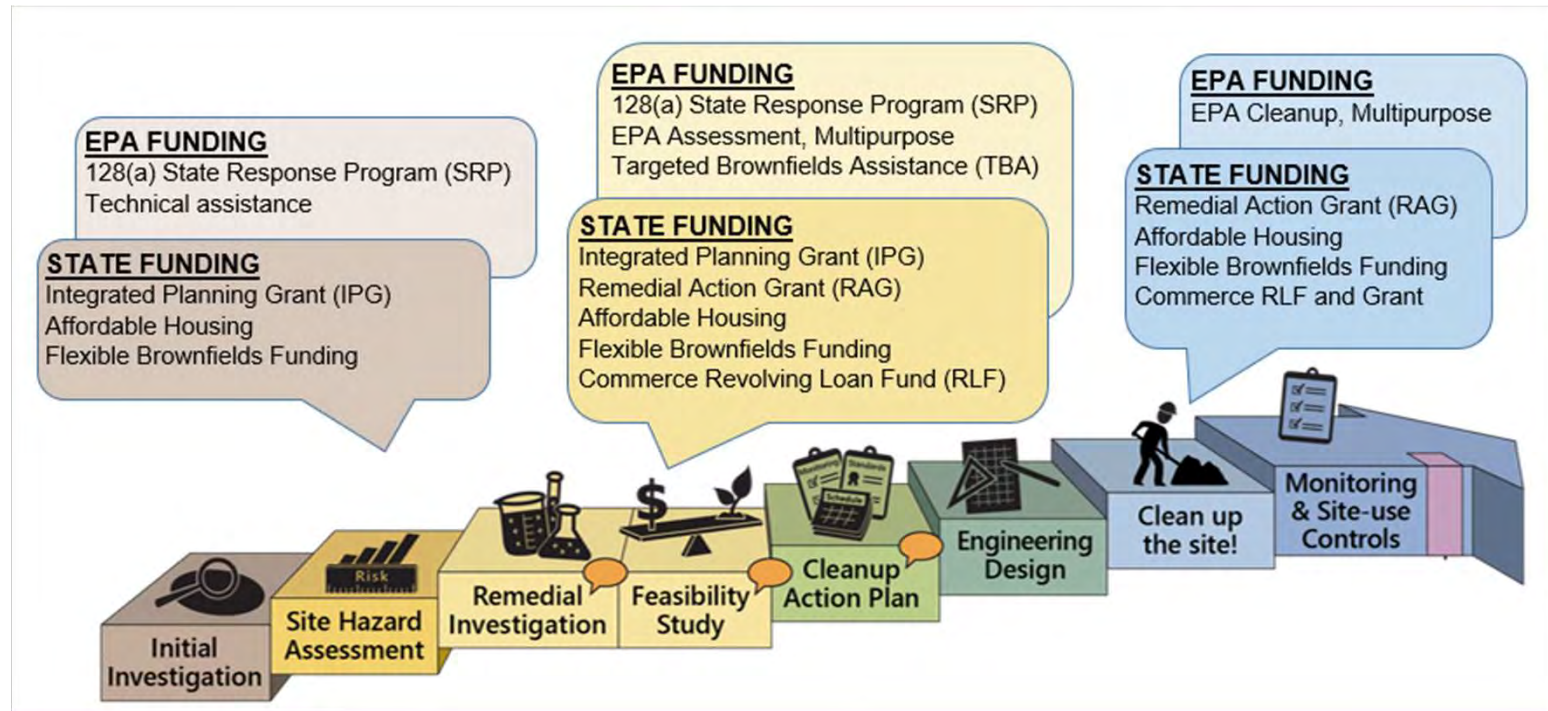 EPA FUNDING
128(a) State Response Program (SRP)
Technical assistance
STATE FUNDING
Integrated Planning Grant (IPG)
Affordable Housing
Flexible Brownfields Funding
EPA FUNDING
128(a) State Response Program (SRP)
EPA Assessment, Multipurpose
Targeted Brownfields Assistance (TBA)
STATE FUNDING
Integrated Planning Grant (IPG)
Remedial Action Grant (RAG)
Affordable Housing
Flexible Brownfields Funding
Commerce Revolving Loan Fund (RLF)
EPA FUNDING
EPA Cleanup, Multipurpose
STATE FUNDING
Remedial Action Grant (RAG)
Affordable Housing
Flexible Brownfields Funding
Commerce RLF and Grant
Initial
Investigation
Risk
Site Hazard
Assessment
Remedial
Investigation
$
Feasibility
Study
Monitoring
Standards
Schedule
Cleanup
Action Plan
Engineering
Design
Clean up
the site!
Monitoring
& Site-use
Controls